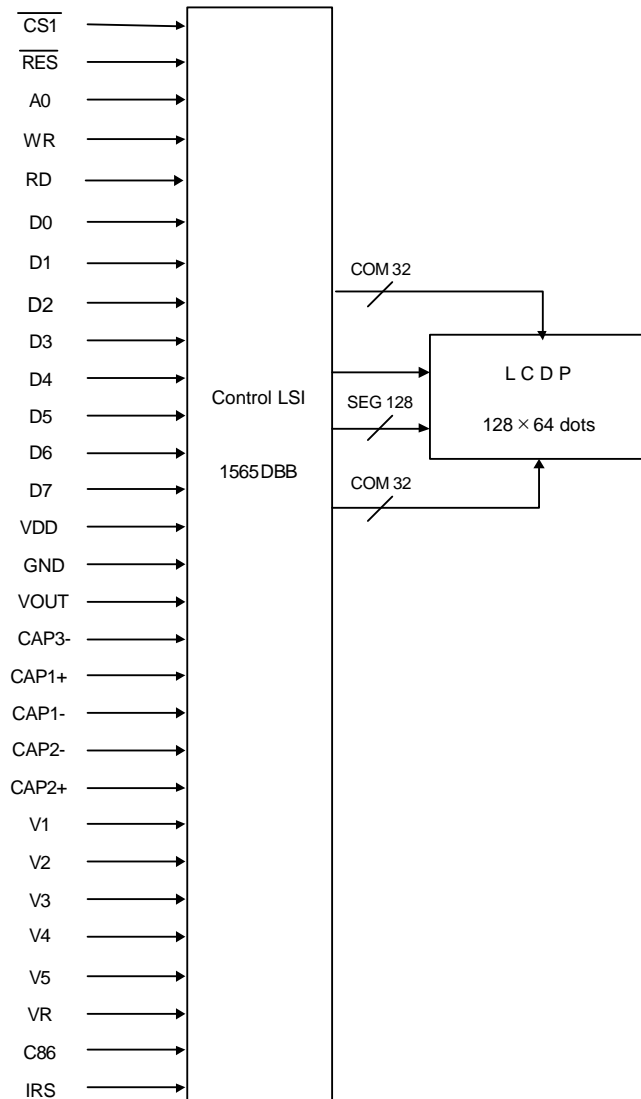 CS1
RES
A0
WR
RD
D0
D1
D2
D3
D4
D5
D6
D7
VDD
GND
VOUT
CAP3-
CAP1+
CAP1-
CAP2-
CAP2+
V1
V2
V3
V4
V5
VR
C86
IRS
Control LSI
1565DBB
COM 32
SEG 128
COM 32
L C D P
128 × 64 dots